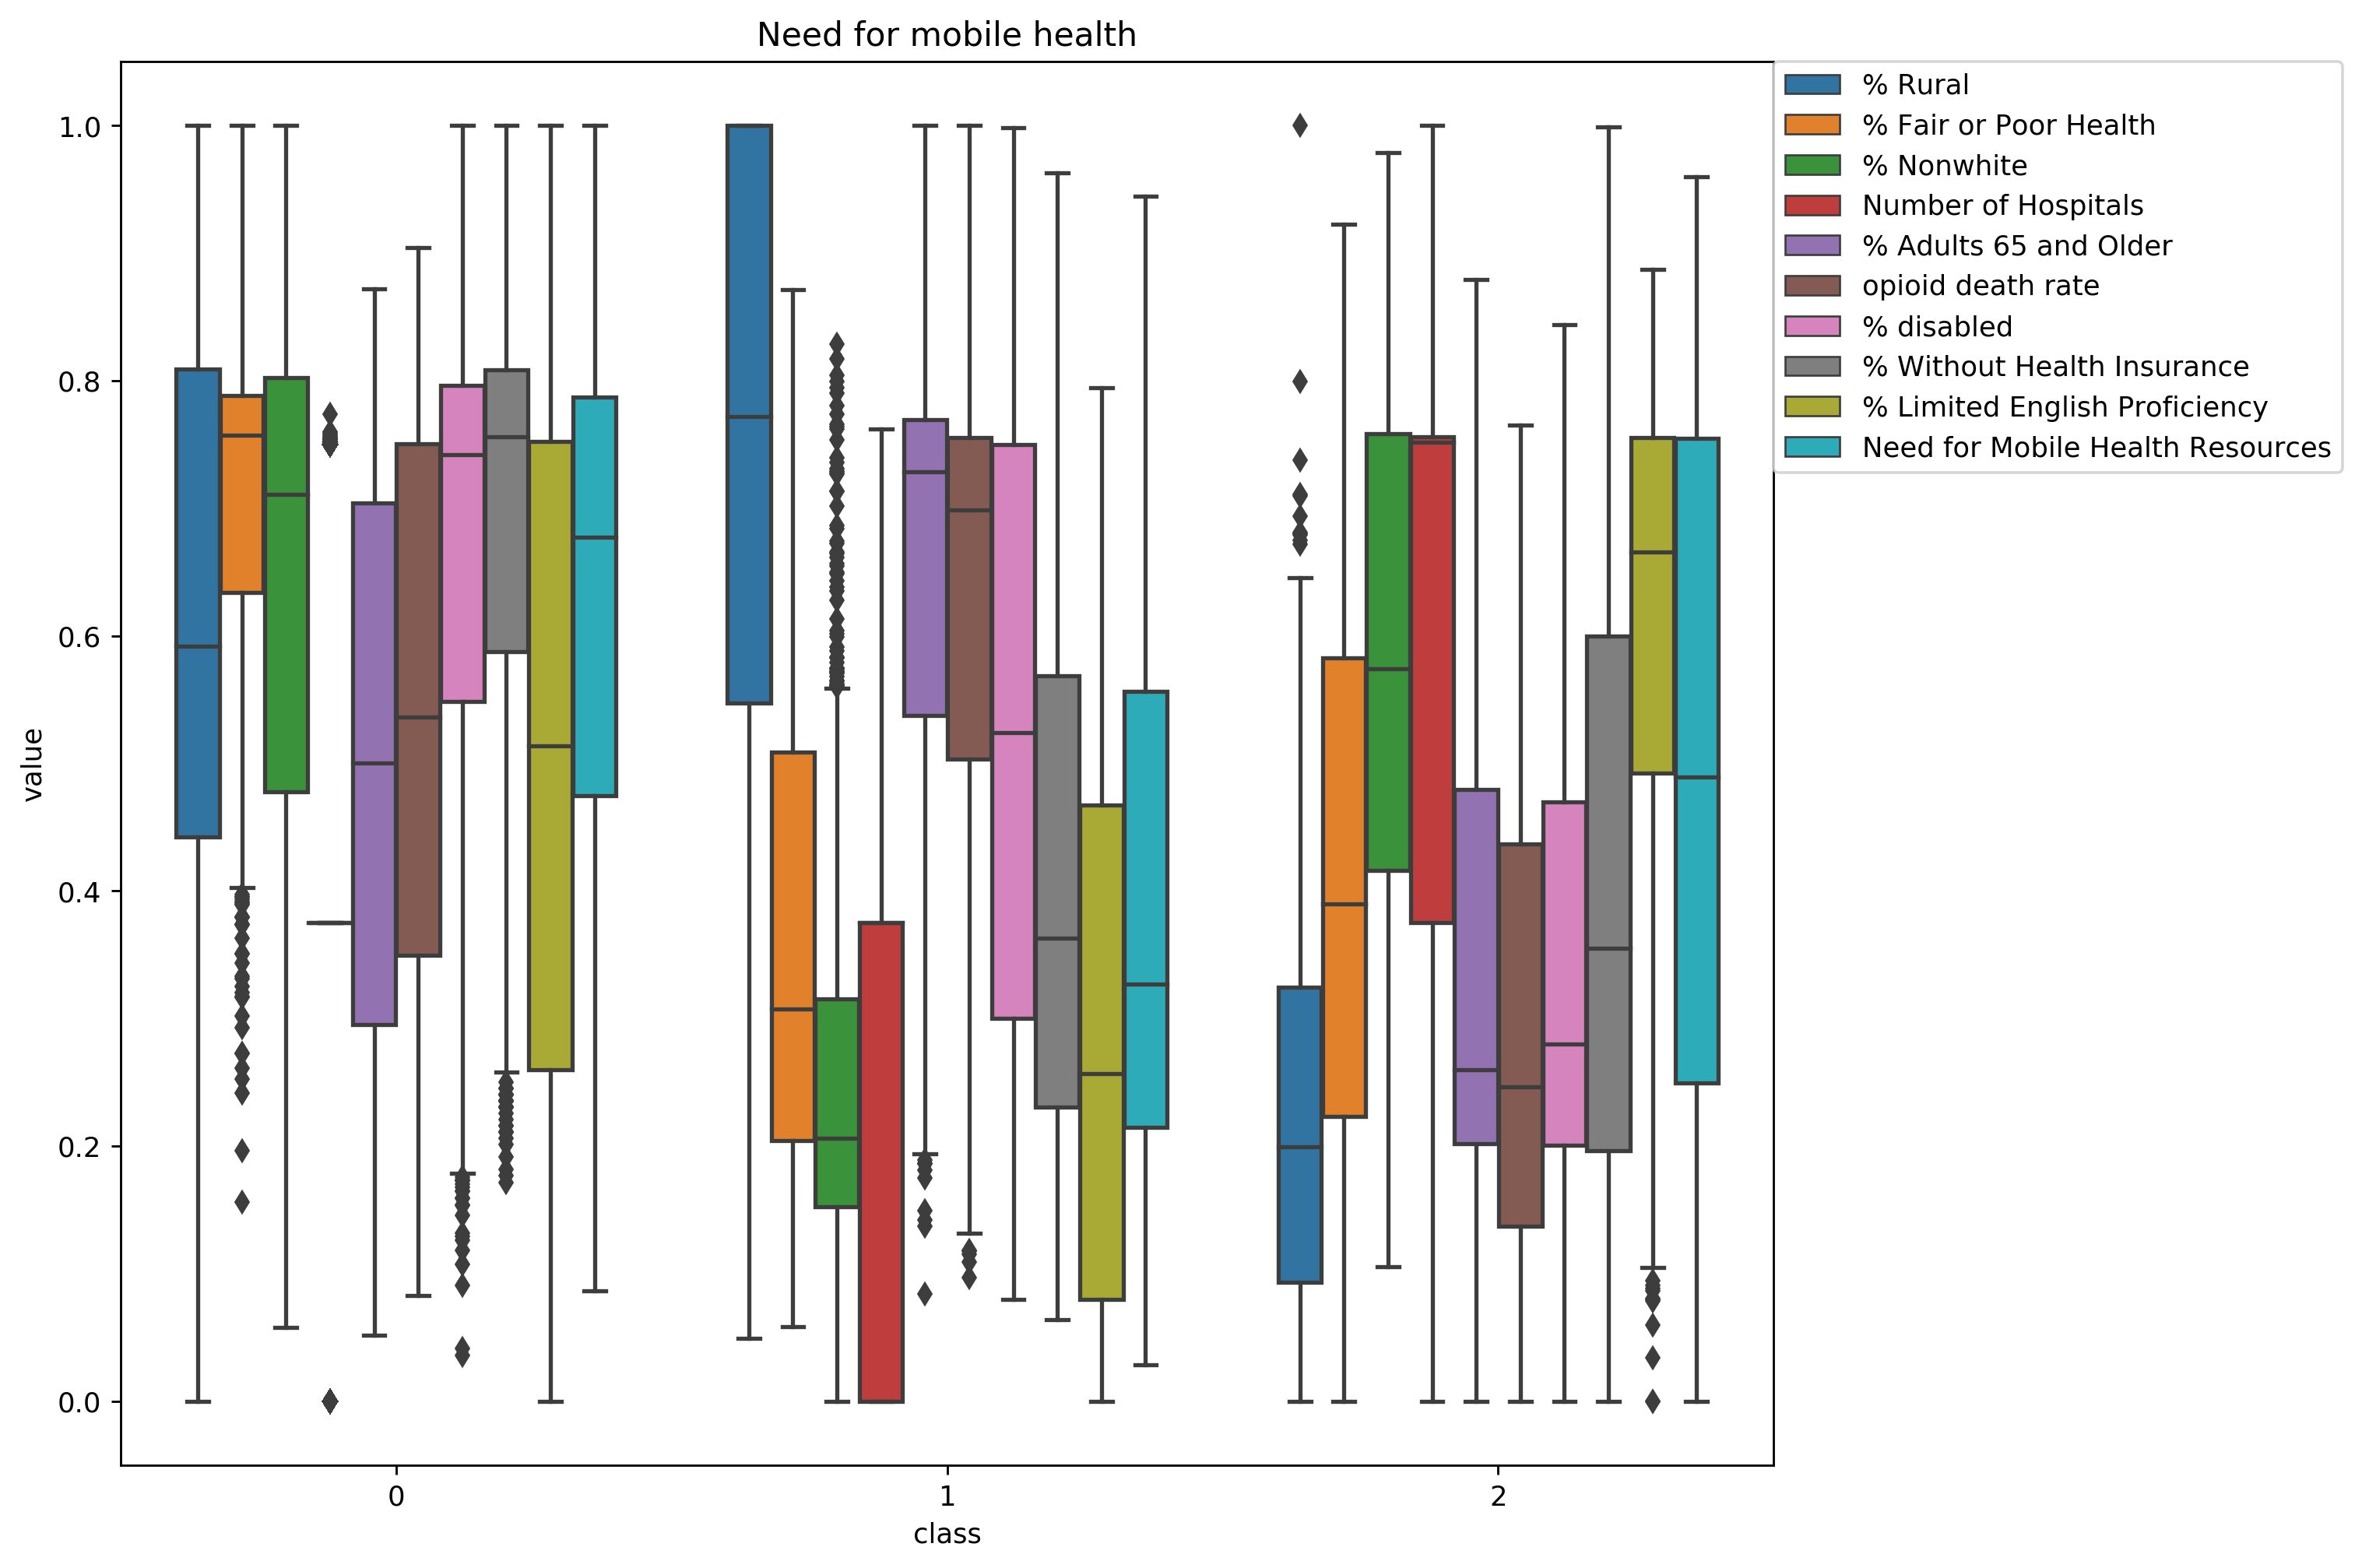 Need for mobile health
% Rural
% Fair or Poor Health
% Nonwhite
Number of Hospitals
% Adults 65 and Older
opioid death rate
% disabled
% Without Health Insurance
% Limited English Proficiency
Need for Mobile Health Resources
1.0
0.8
0.6
0.4
0.2
0.0
value
0 1 2
class